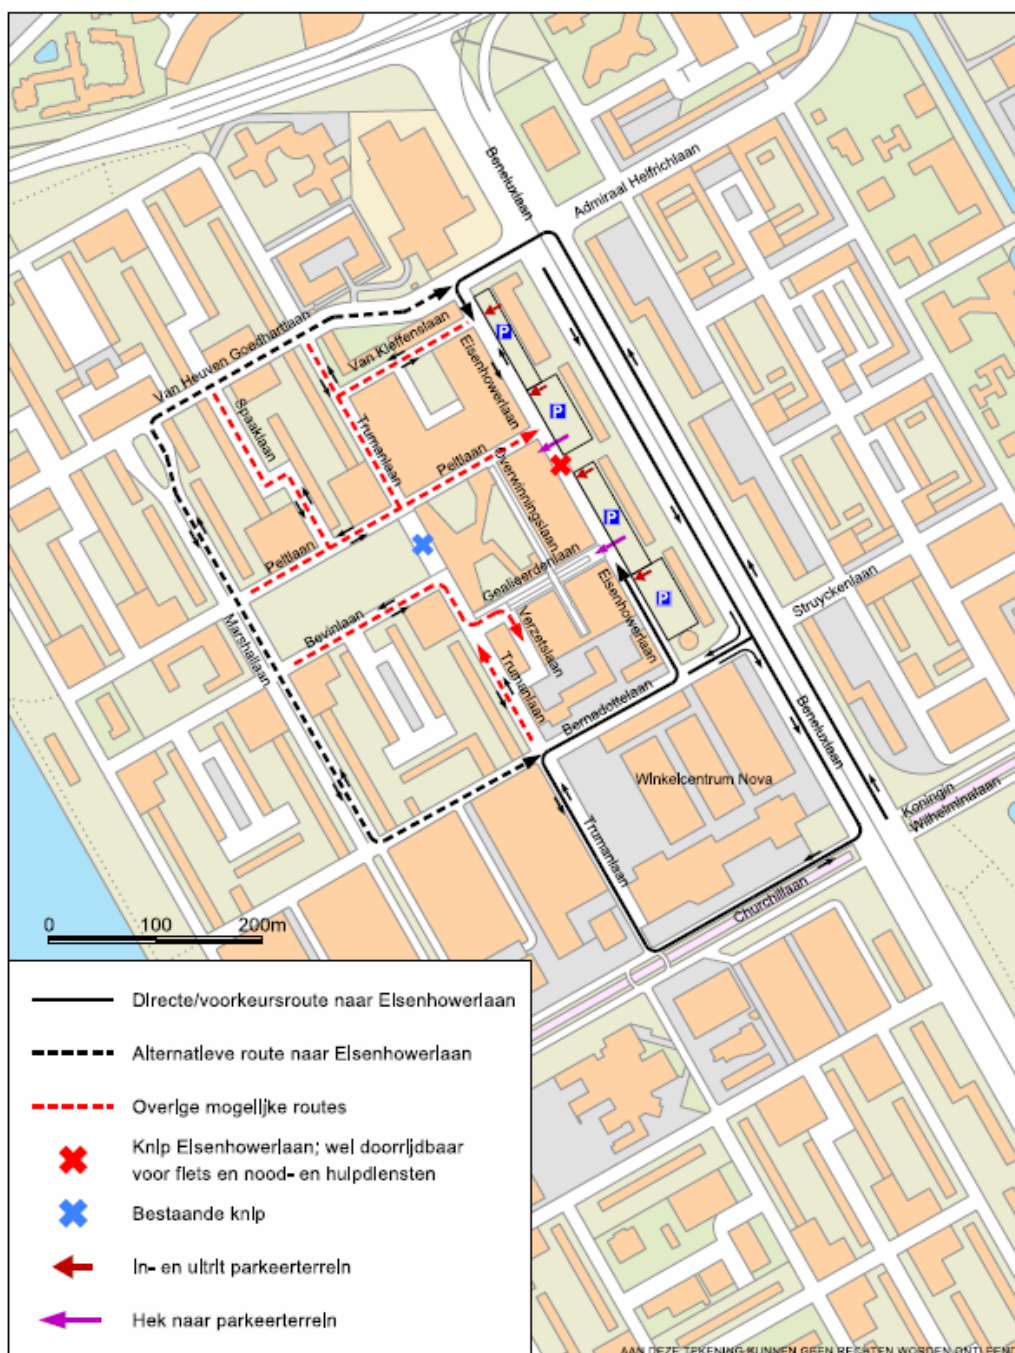 Beneluxlaan
Admiraal Helfrichlaan
Van Heuven Goedhartlaan
Van Kleffenslaan
Eisenhowerlaan
P
Spaaklaan
Trumanlaan
P
Peltlaan
Overwinningslaan
P
Peltlaan
Gealieerdenlaan
Eisenhowerlaan
P
Struyckenlaan
Bevinlaan
Verzetslaan
Marshalllaan
Trumanlaan
Bernadottelaan
Beneluxlaan
Winkelcentrum Nova
Koningin
Wilhelminalaan
Trumanlaan
Churchilllaan
0 100 200m
Directe/voorkeursroute naar Eisenhowerlaan
Alternatieve route naar Eisenhowerlaan
Overige mogelijke routes
Knip Eisenhowerlaan; wel doorrijdbaar
voor fiets en nood- en hulpdiensten
Bestaande knip
In- en uitrit parkeerterrein
Hek naar parkeerterrein
AAN DEZE TEKENING KUNNEN GEEN RECHTEN WORDEN ONTLEEND